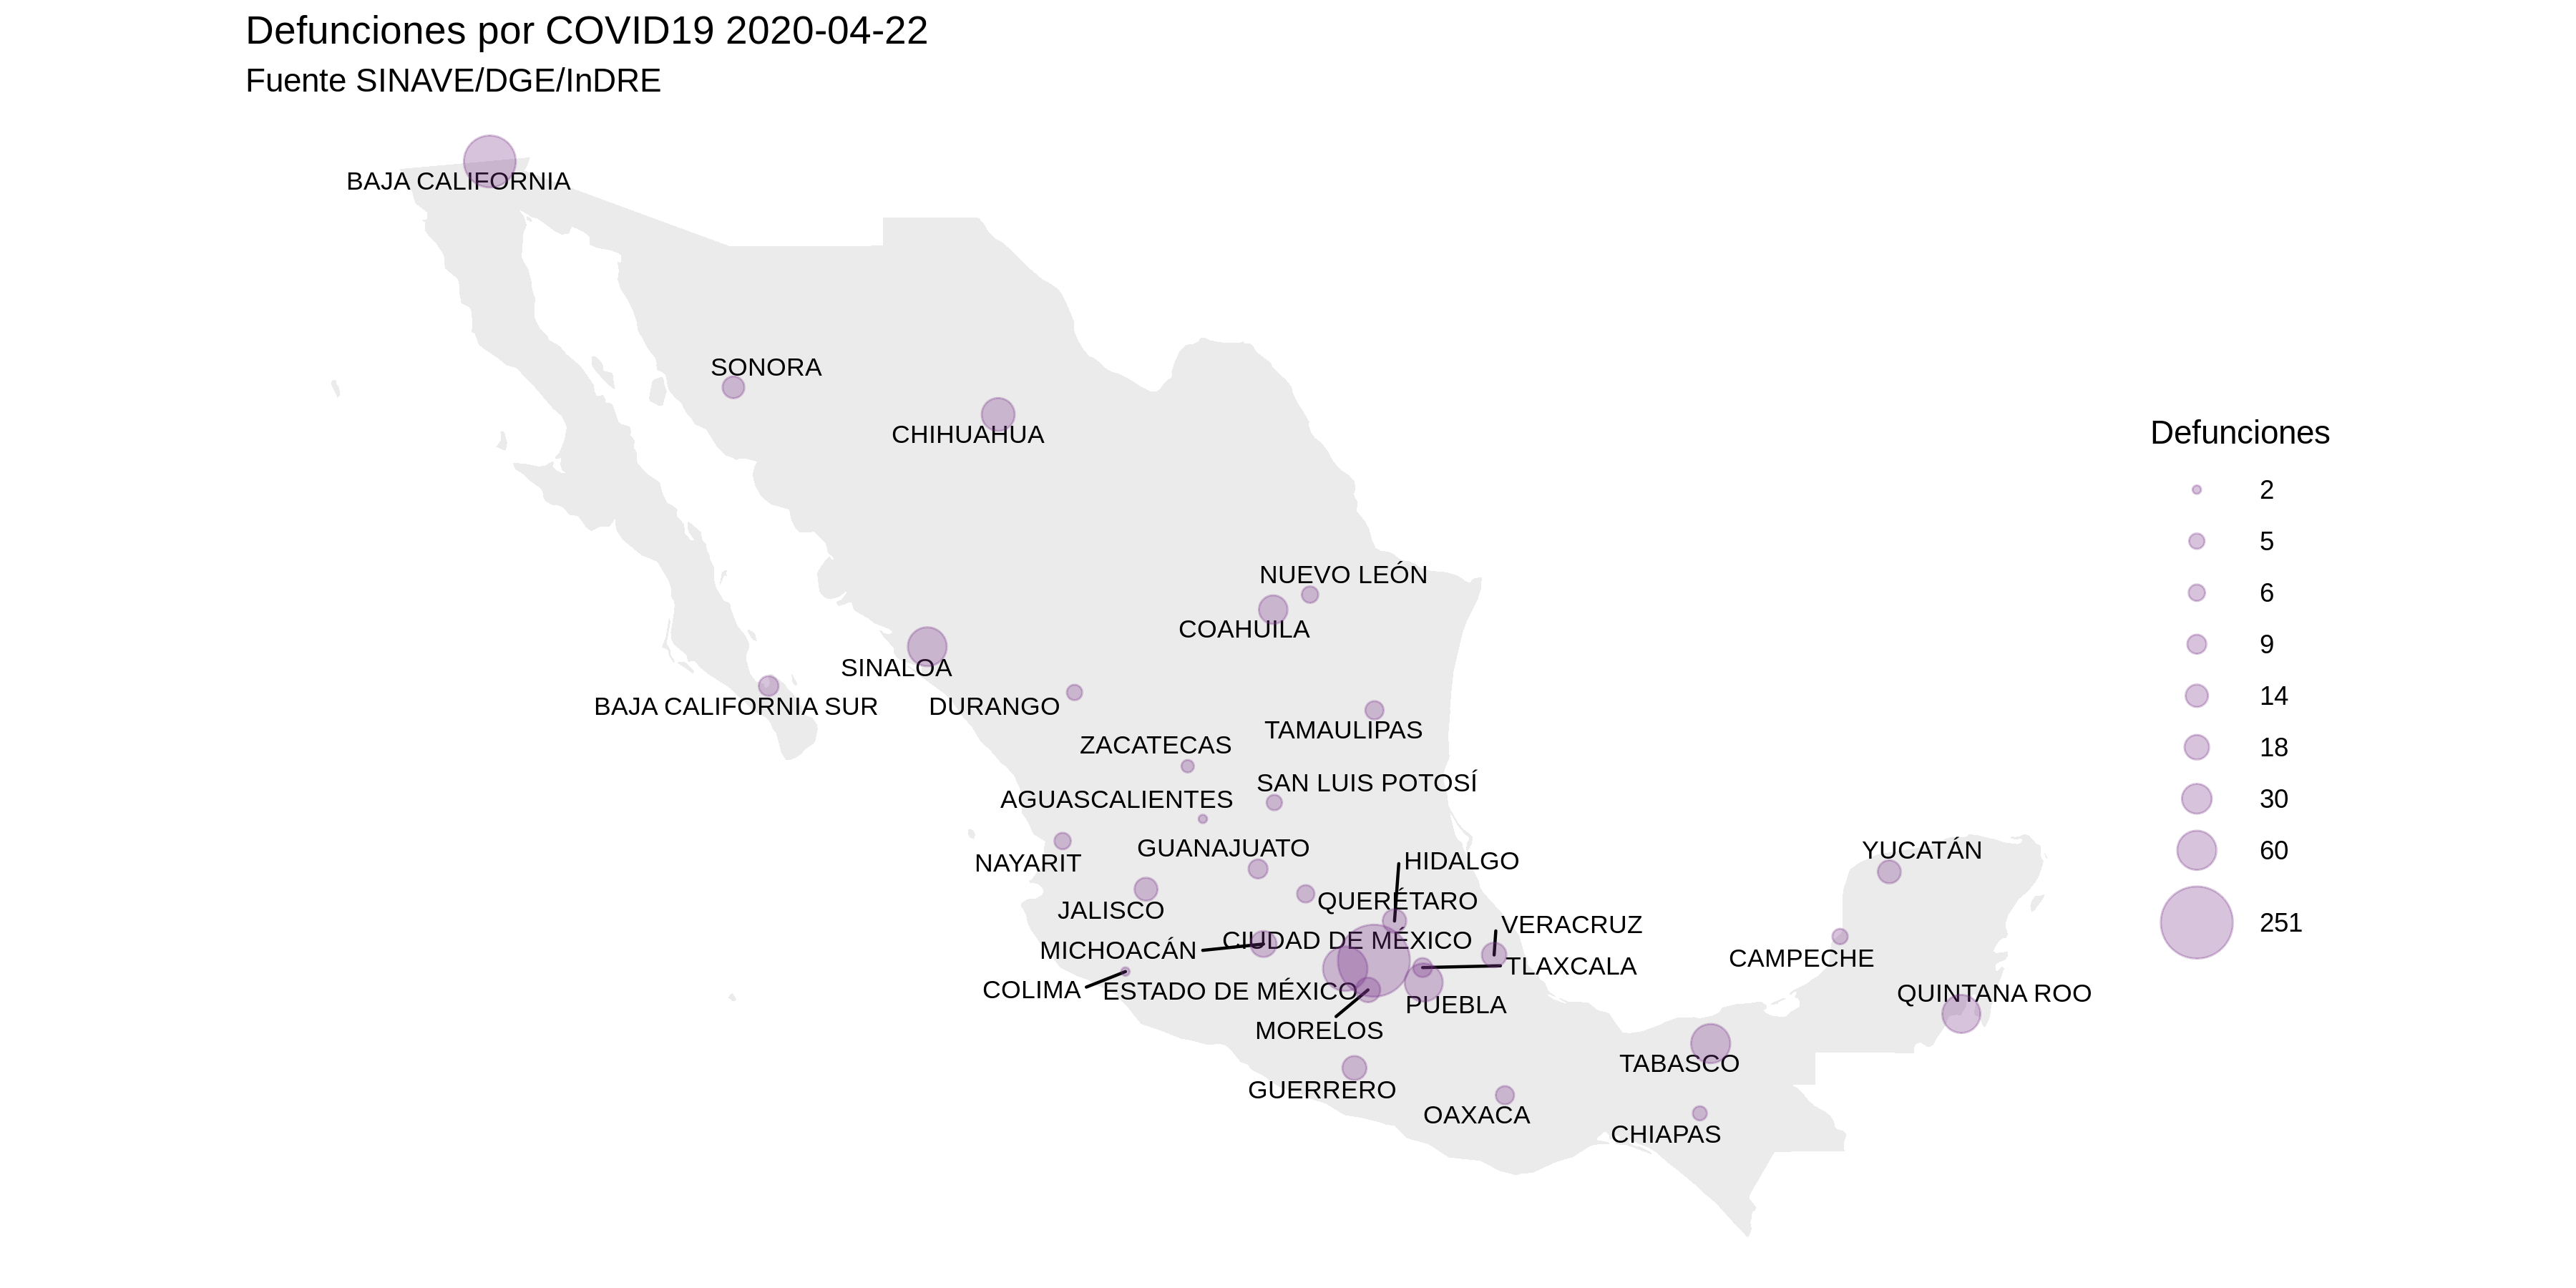 Defunciones por COVID19 2020-04-22
Fuente SINAVE/DGE/InDRE
BAJA CALIFORNIA
SONORA
CHIHUAHUA
NUEVO LEÓN
COAHUILA
SINALOA
BAJA CALIFORNIA SUR
DURANGO
TAMAULIPAS
ZACATECAS
SAN LUIS POTOSÍ
AGUASCALIENTES
NAYARIT
GUANAJUATO
HIDALGO
JALISCO
QUERÉTARO
VERACRUZ
MICHOACÁN
CIUDAD DE MÉXICO
TLAXCALA
COLIMA
ESTADO DE MÉXICO
PUEBLA
MORELOS
GUERRERO
OAXACA
YUCATÁN
CAMPECHE
QUINTANA ROO
TABASCO
CHIAPAS
Defunciones
2
5
6
9
14
18
30
60
251